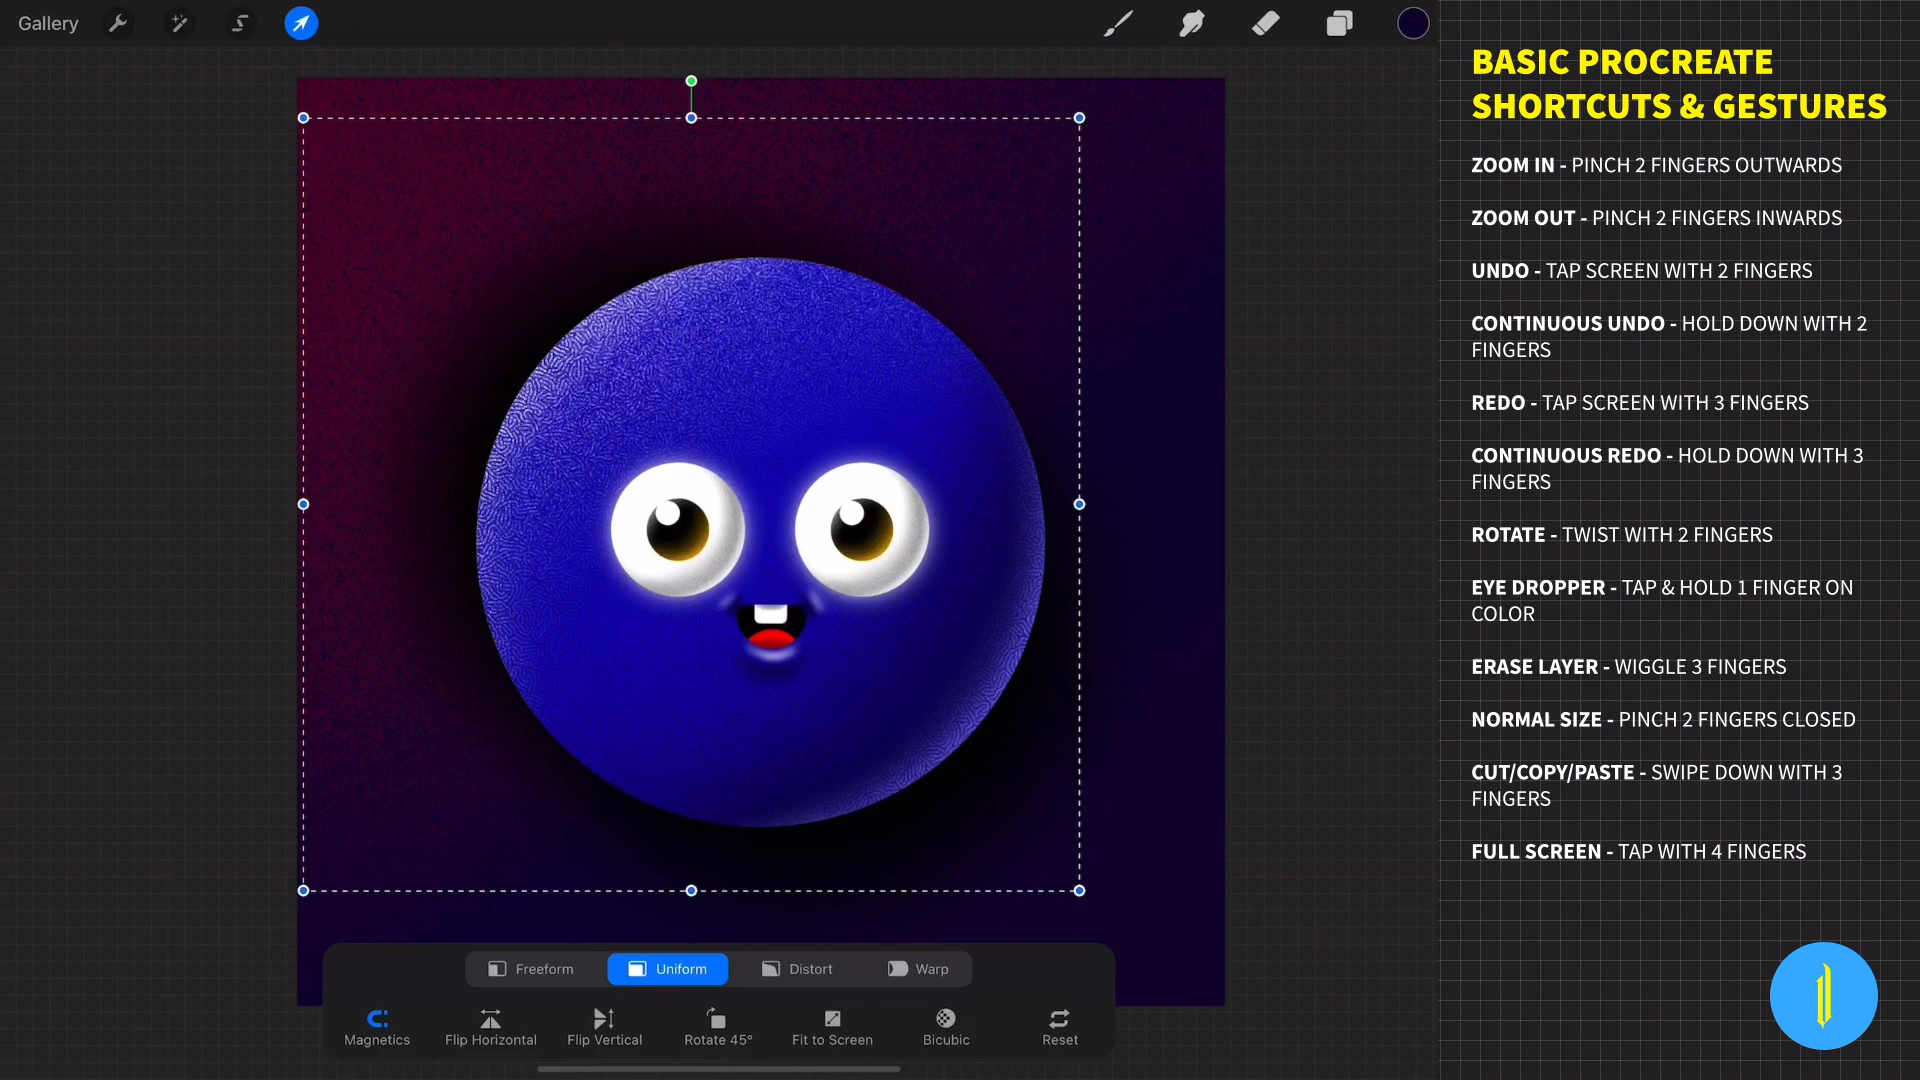 Gallery
BASIC PROCREATE
SHORTCUTS & GESTURES
ZOOM IN - PINCH 2 FINGERS OUTWARDS
ZOOM OUT - PINCH 2 FINGERS INWARDS
UNDO - TAP SCREEN WITH 2 FINGERS
CONTINUOUS UNDO - HOLD DOWN WITH 2
FINGERS
REDO - TAP SCREEN WITH 3 FINGERS
CONTINUOUS REDO - HOLD DOWN WITH 3
FINGERS
ROTATE - TWIST WITH 2 FINGERS
EYE DROPPER - TAP & HOLD 1 FINGER ON
COLOR
ERASE LAYER - WIGGLE 3 FINGERS
NORMAL SIZE - PINCH 2 FINGERS CLOSED
CUT/COPY/PASTE - SWIPE DOWN WITH 3
FINGERS
FULL SCREEN - TAP WITH 4 FINGERS
Freeform Uniform Distort Warp
Magnetics Flip Horizontal Flip Vertical Rotate 45° Fit to Screen Bicubic Reset